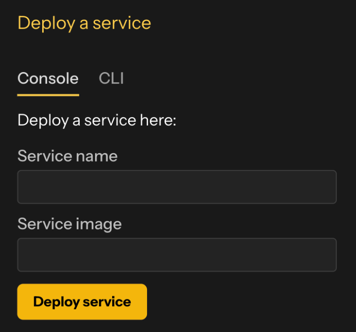 Deploy a service
Console CLI
Deploy a service here:
Service name
Service image
Deploy service